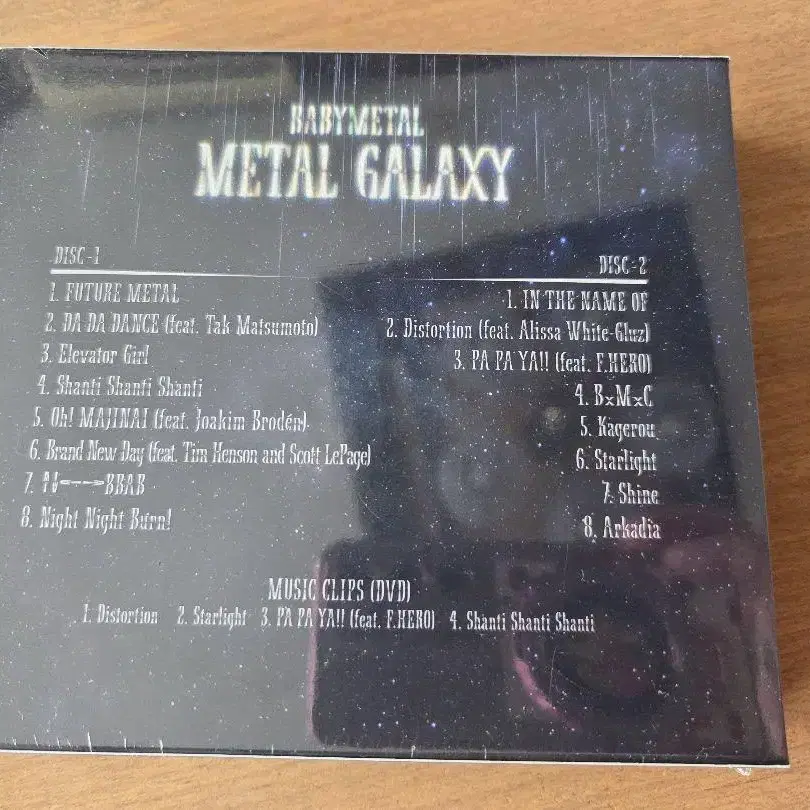 BABYMETAL
METAL GALAXY
DISC-1
1. FUTURE METAL
2. DA DA DANCE (feat. Tak Matsumoto)
3. Elevator Girl
4. Shanti Shanti Shanti
5. Oh! MAJINAI (feat. Joakim Brodén)
6. Brand New Day (feat. Tim Henson and Scott LePage)
7. ↑↓←→BBAB
8. Night Night Burn!
DISC-2
1. IN THE NAME OF
2. Distortion (feat. Alissa White-Gluz)
3. PA PA YA!! (feat. F.HERO)
4. BxMxC
5. Kagerou
6. Starlight
7. Shine
8. Arkadia
MUSIC CLIPS (DVD)
1. Distortion 2. Starlight 3. PA PA YA!! (feat. F.HERO) 4. Shanti Shanti Shanti